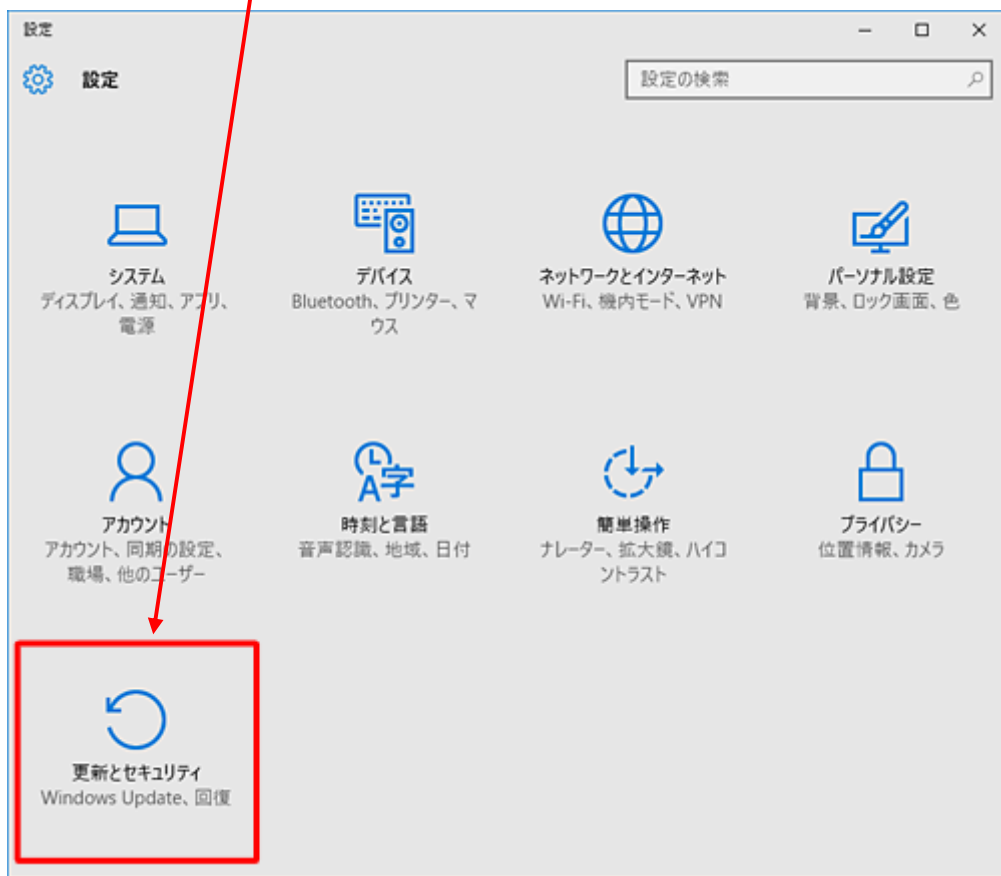 設定
設定
設定の検索
システム
ディスプレイ、通知、アプリ、
電源
デバイス
Bluetooth、プリンター、マ
ウス
ネットワークとインターネット
Wi-Fi、機内モード、VPN
パーソナル設定
背景、ロック画面、色
アカウント
アカウント、同期の設定、
職場、他のユーザー
時刻と言語
音声認識、地域、日付
簡単操作
ナレーター、拡大鏡、ハイコ
ントラスト
プライバシー
位置情報、カメラ
更新とセキュリティ
Windows Update、回復